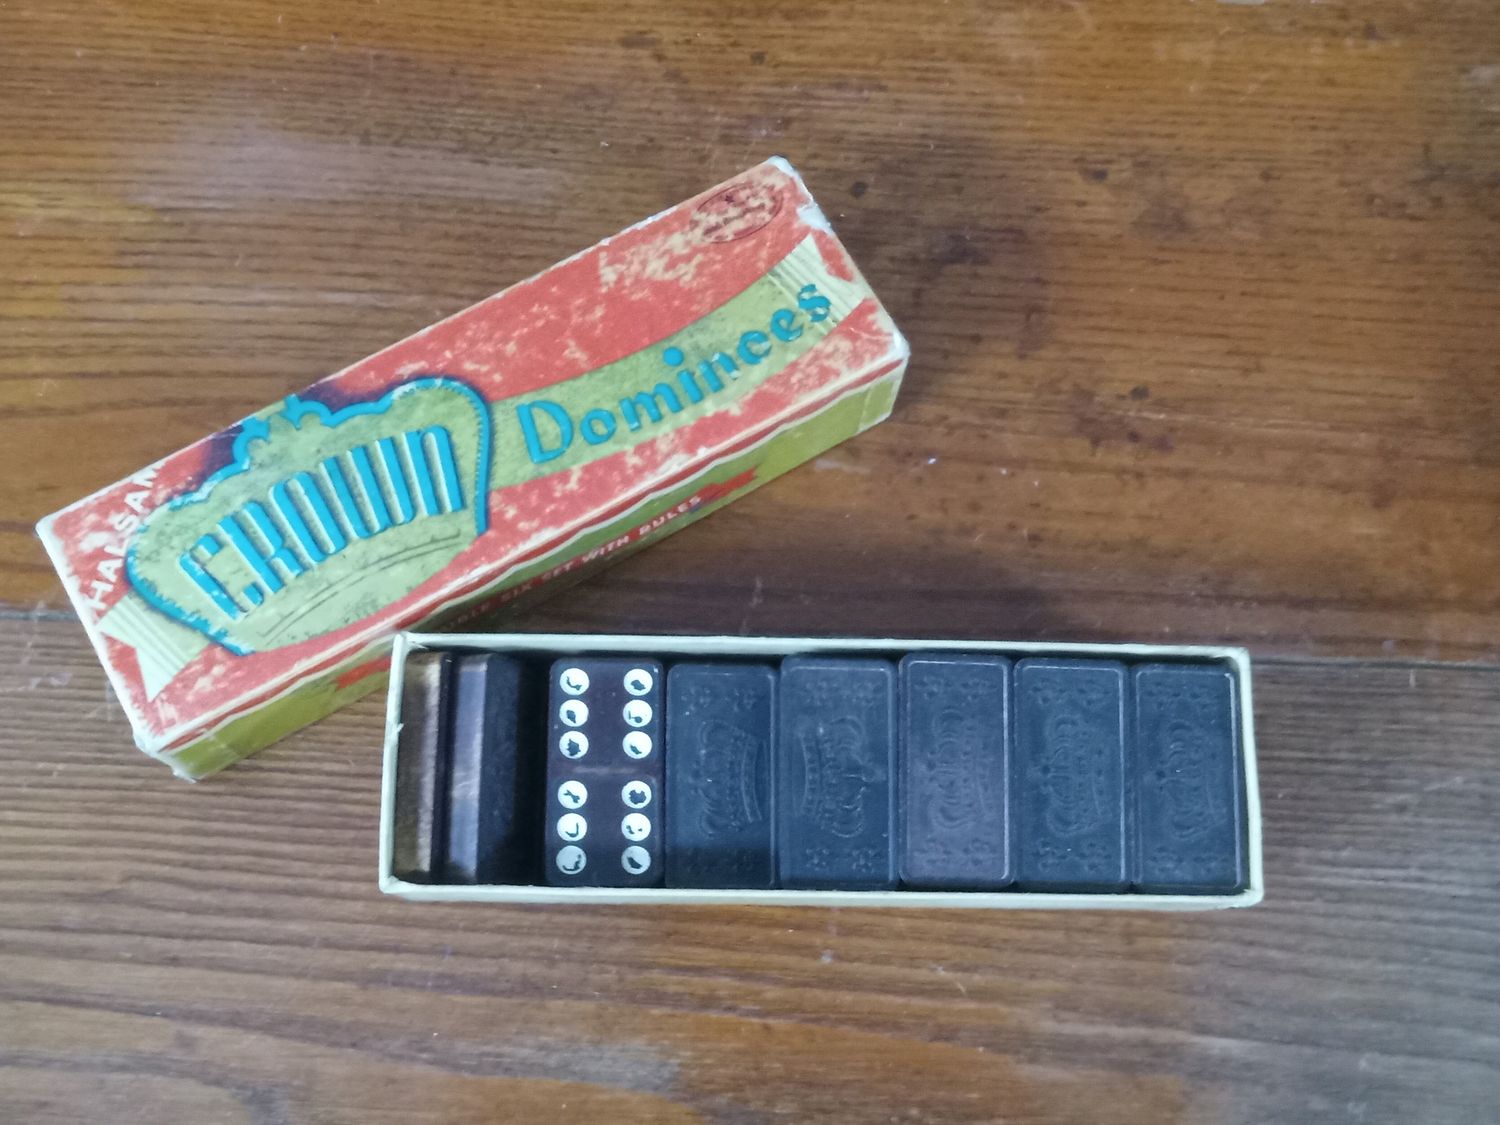 HALSAM
CROWN
Dominoes
DOUBLE SIX SET WITH RULES